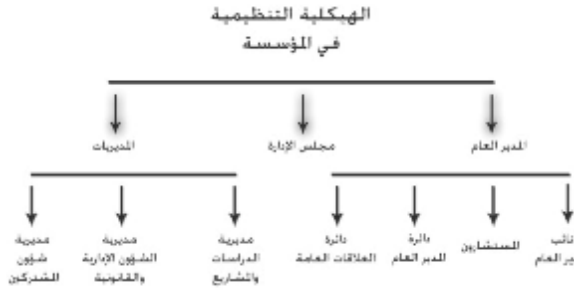 الهيكلية التنظيمية
في المؤسسة
المدير العام
مجلس الإدارة
المديريات
نائب
ير العام
المستشارون
دائرة
المدير العام
دائرة
العلاقات العامة
مديرية
الدراسات
والمشاريع
مديرية
الشؤون الإدارية
والقانونية
مديرية
شؤون
المشتركين